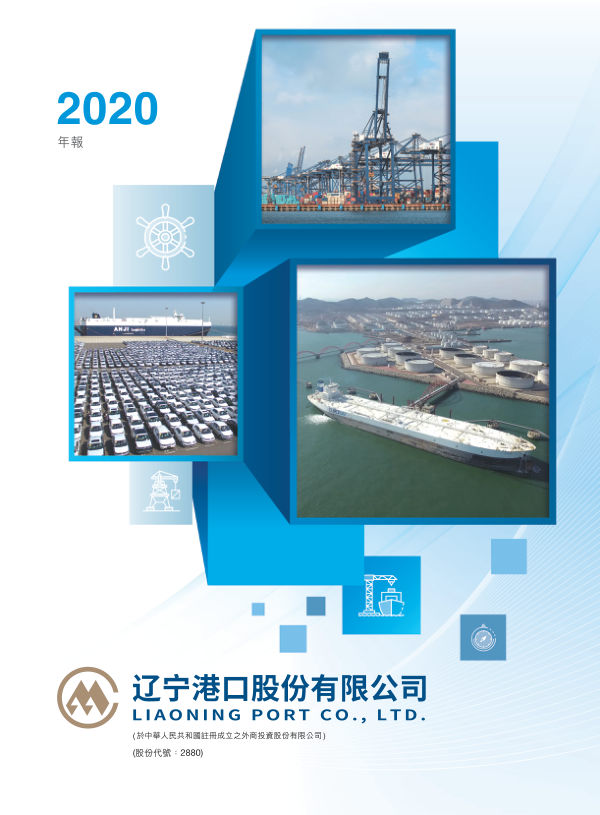 2020
年報
ANJI
辽宁港口股份有限公司
LIAONING PORT CO., LTD.
(於中華人民共和國註冊成立之外商投資股份有限公司)
(股份代號：2880)